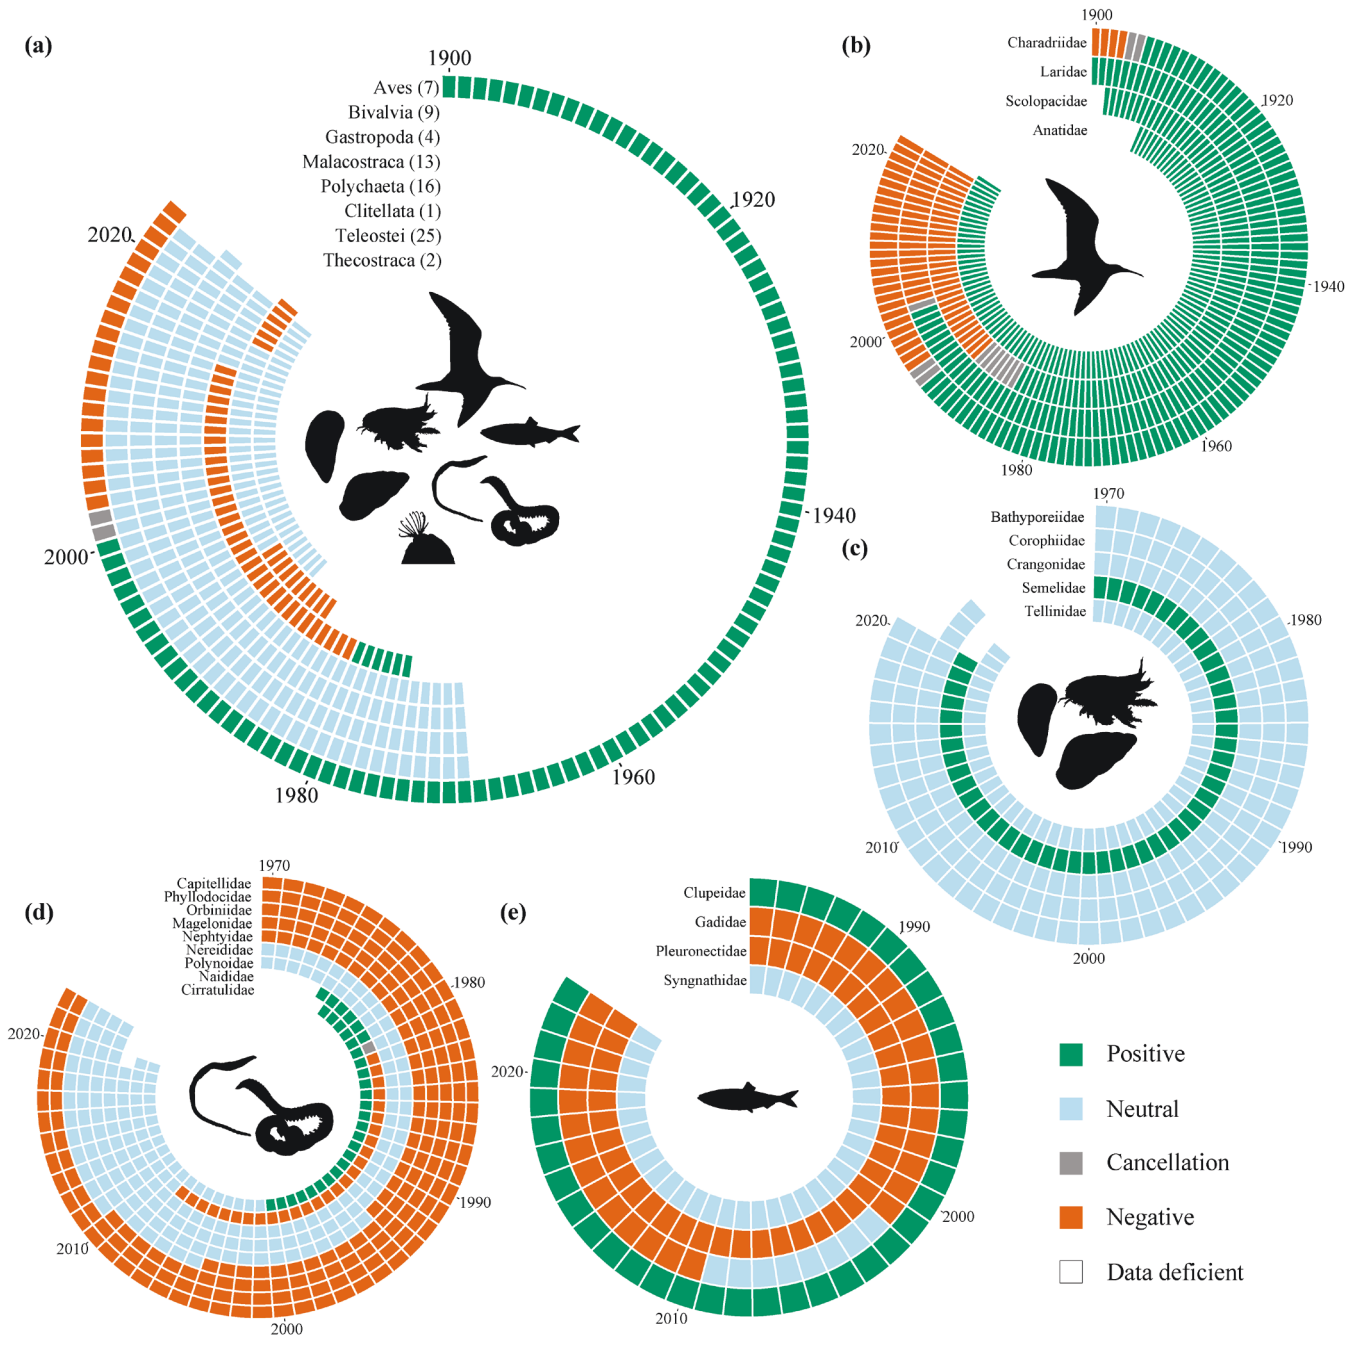 (a)
1900
Aves (7)
Bivalvia (9)
Gastropoda (4)
Malacostraca (13)
Polychaeta (16)
Clitellata (1)
Teleostei (25)
Thecostraca (2)
1920
1940
1960
1980
2000
2020
(b)
1900
Charadriidae
Laridae
Scolopacidae
Anatidae
1920
1940
1960
1980
2000
2020
(c)
1970
Bathyporeiidae
Corophiidae
Crangonidae
Semelidae
Tellinidae
1980
1990
2000
2010
2020
(d)
1970
Capitellidae
Phyllodocidae
Orbiniidae
Magelonidae
Nephtyidae
Nereididae
Polynoidae
Naididae
Cirratulidae
1980
1990
2000
2010
2020
(e)
Clupeidae
Gadidae
Pleuronectidae
Syngnathidae
1990
2000
2010
2020
Positive
Neutral
Cancellation
Negative
Data deficient